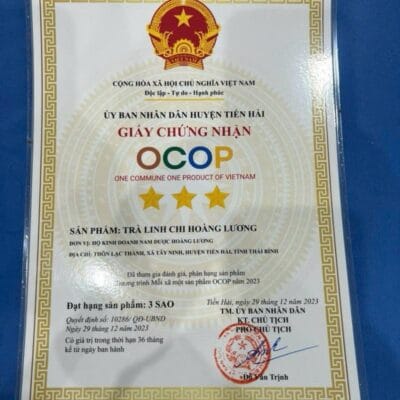 CỘNG HÒA XÃ HỘI CHỦ NGHĨA VIỆT NAM
Độc lập - Tự do - Hạnh phúc
ỦY BAN NHÂN DÂN HUYỆN TIỀN HẢI
GIẤY CHỨNG NHẬN
OCOP
ONE COMMUNE ONE PRODUCT OF VIETNAM
SẢN PHẨM: TRÀ LINH CHI HOÀNG LƯƠNG
ĐƠN VỊ: HỘ KINH DOANH NẤM DƯỢC HOÀNG LƯƠNG
ĐỊA CHỈ: THÔN LẠC THÀNH, XÃ TÂY NINH, HUYỆN TIỀN HẢI, TỈNH THÁI BÌNH
Đã tham gia đánh giá, phân hạng sản phẩm
Chương trình Mỗi xã một sản phẩm OCOP năm 2023
Đạt hạng sản phẩm: 3 SAO
Quyết định số: 10286/ QĐ-UBND
Ngày 29 tháng 12 năm 2023
Có giá trị trong thời hạn 36 tháng
kể từ ngày ban hành
Tiền Hải, ngày 29 tháng 12 năm 2023
TM. ỦY BAN NHÂN DÂN
KT. CHỦ TỊCH
PHÓ CHỦ TỊCH
Đỗ Văn Trịnh